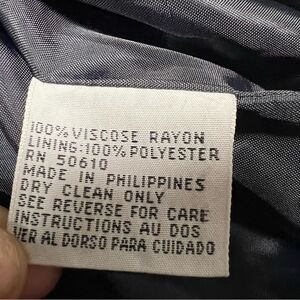 100% VISCOSE RAYON
LINING:100% POLYESTER
RN 50610
MADE IN PHILIPPINES
DRY CLEAN ONLY
SEE REVERSE FOR CARE
INSTRUCTIONS AU DOS
VER AL DORSO PARA CUIDADO